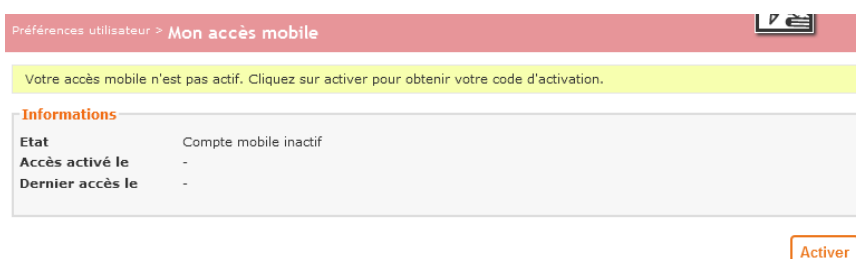 Préférences utilisateur > Mon accès mobile
Votre accès mobile n'est pas actif. Cliquez sur activer pour obtenir votre code d'activation.
Informations
Etat Compte mobile inactif
Accès activé le -
Dernier accès le -
Activer